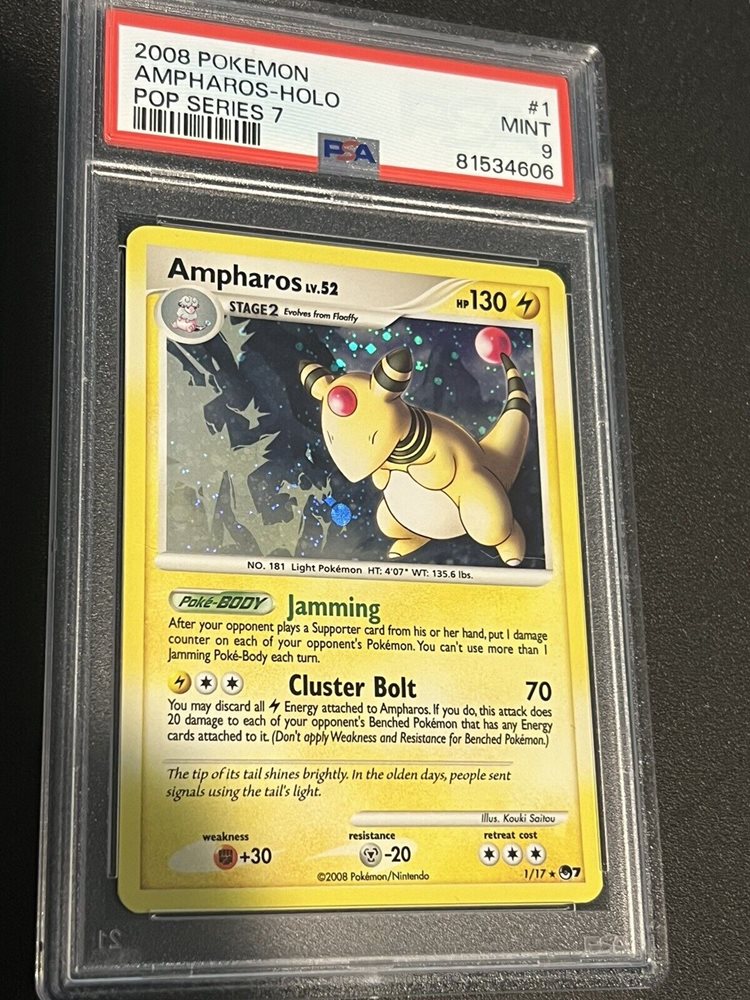 2008 POKEMON
AMPHAROS-HOLO
POP SERIES 7
#1
MINT
9
81534606
PSA
Ampharos LV.52
HP 130
STAGE2 Evolves from Flaaffy
NO. 181 Light Pokémon HT: 4'07" WT: 135.6 lbs.
Poké-BODY Jamming
After your opponent plays a Supporter card from his or her hand, put 1 damage
counter on each of your opponent's Pokémon. You can't use more than 1
Jamming Poké-Body each turn.
Cluster Bolt 70
You may discard all Energy attached to Ampharos. If you do, this attack does
20 damage to each of your opponent's Benched Pokémon that has any Energy
cards attached to it. (Don't apply Weakness and Resistance for Benched Pokémon.)
The tip of its tail shines brightly. In the olden days, people sent
signals using the tail's light.
Illus. Kouki Saitou
weakness resistance retreat cost
+30 -20
©2008 Pokémon/Nintendo 1/17 ★ 7